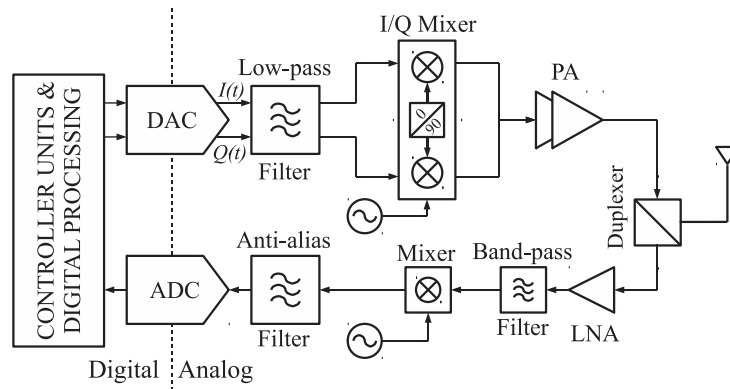 I/Q Mixer
Low-pass
PA
I(t)
DAC
Q(t)
0
90
Filter
CONTROLLER UNITS &
DIGITAL PROCESSING
Duplexer
Anti-alias
Mixer
Band-pass
ADC
Filter
Filter
LNA
Digital
Analog